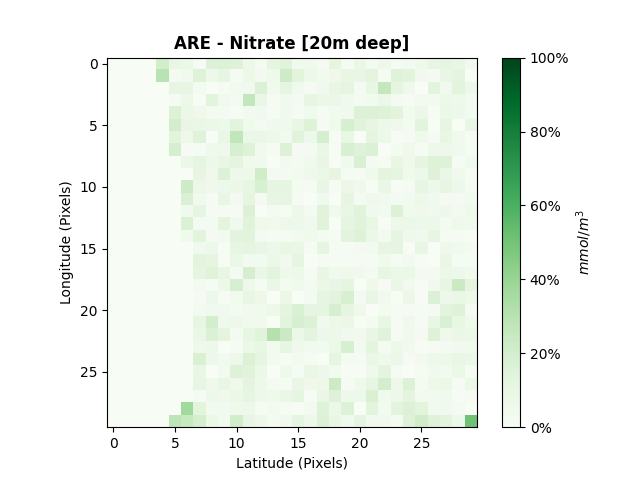 ARE - Nitrate [20m deep]
0
5
10
15
20
25
Longitude (Pixels)
0 5 10 15 20 25
Latitude (Pixels)
100%
80%
60%
40%
20%
0%
mmol/m³